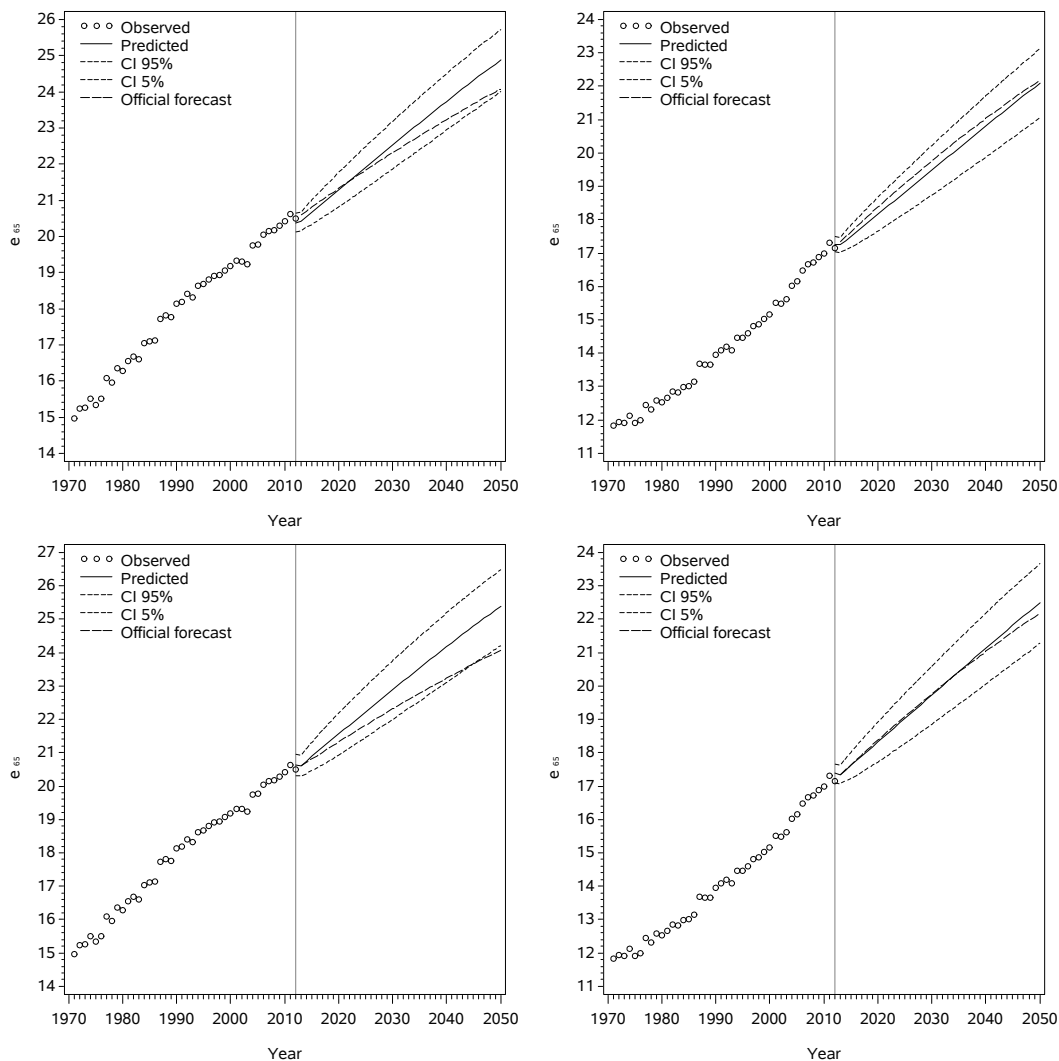 26
25
24
23
22
21
20
19
18
17
16
15
14
Observed
Predicted
CI 95%
CI 5%
Official forecast
e 65
1970 1980 1990 2000 2010 2020 2030 2040 2050
Year
24
23
22
21
20
19
18
17
16
15
14
13
12
11
Observed
Predicted
CI 95%
CI 5%
Official forecast
e 65
1970 1980 1990 2000 2010 2020 2030 2040 2050
Year
27
26
25
24
23
22
21
20
19
18
17
16
15
14
Observed
Predicted
CI 95%
CI 5%
Official forecast
e 65
1970 1980 1990 2000 2010 2020 2030 2040 2050
Year
24
23
22
21
20
19
18
17
16
15
14
13
12
11
Observed
Predicted
CI 95%
CI 5%
Official forecast
e 65
1970 1980 1990 2000 2010 2020 2030 2040 2050
Year